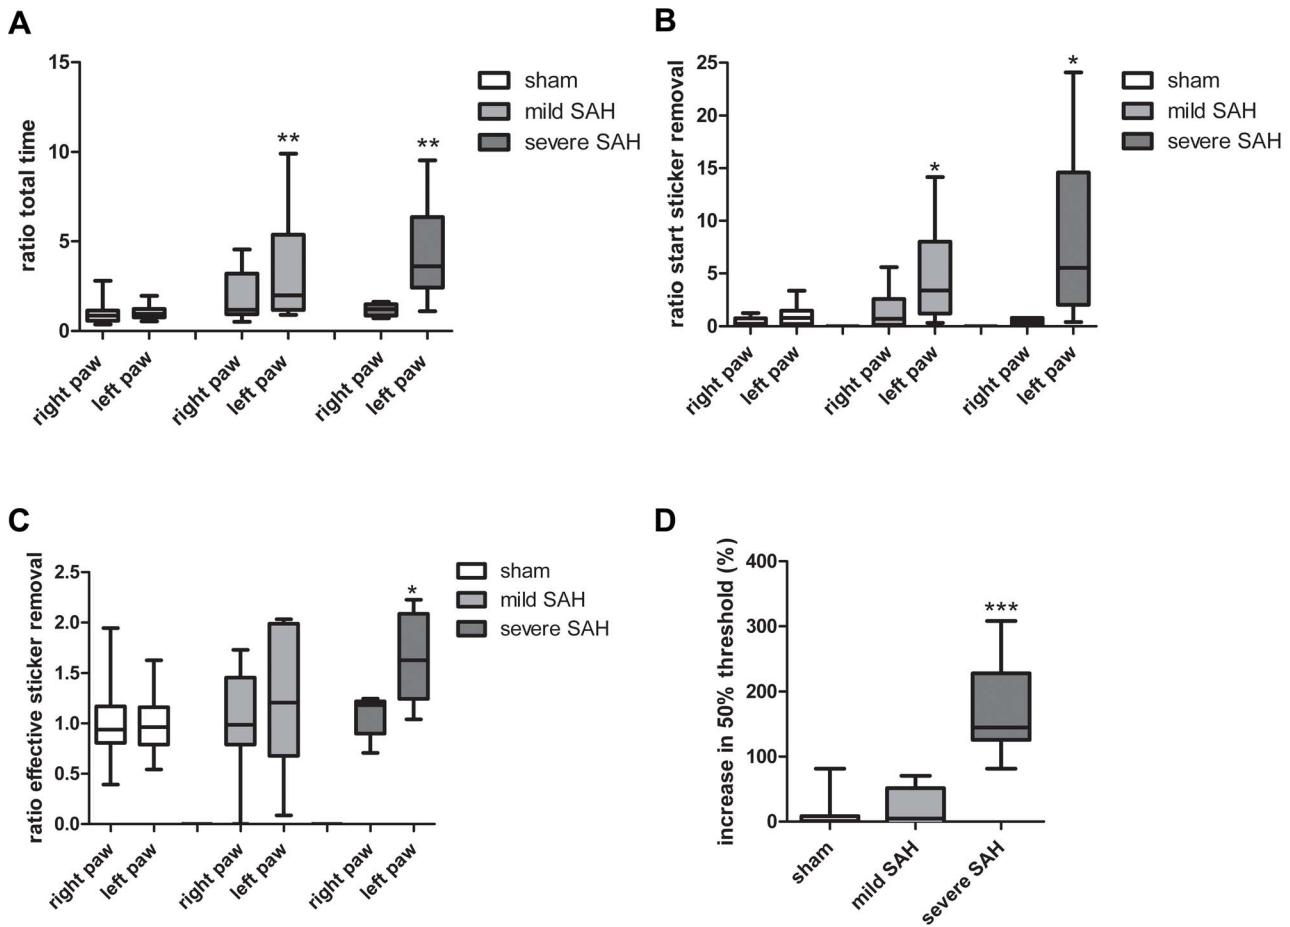 A
ratio total time
15
10
5
0
**
**
right paw
left paw
right paw
left paw
right paw
left paw
sham
mild SAH
severe SAH
B
ratio start sticker removal
25
20
15
10
5
0
*
*
right paw
left paw
right paw
left paw
right paw
left paw
sham
mild SAH
severe SAH
C
ratio effective sticker removal
2.5
2.0
1.5
1.0
0.5
0.0
*
right paw
left paw
right paw
left paw
right paw
left paw
sham
mild SAH
severe SAH
D
increase in 50% threshold (%)
400
300
200
100
0
***
sham
mild SAH
severe SAH